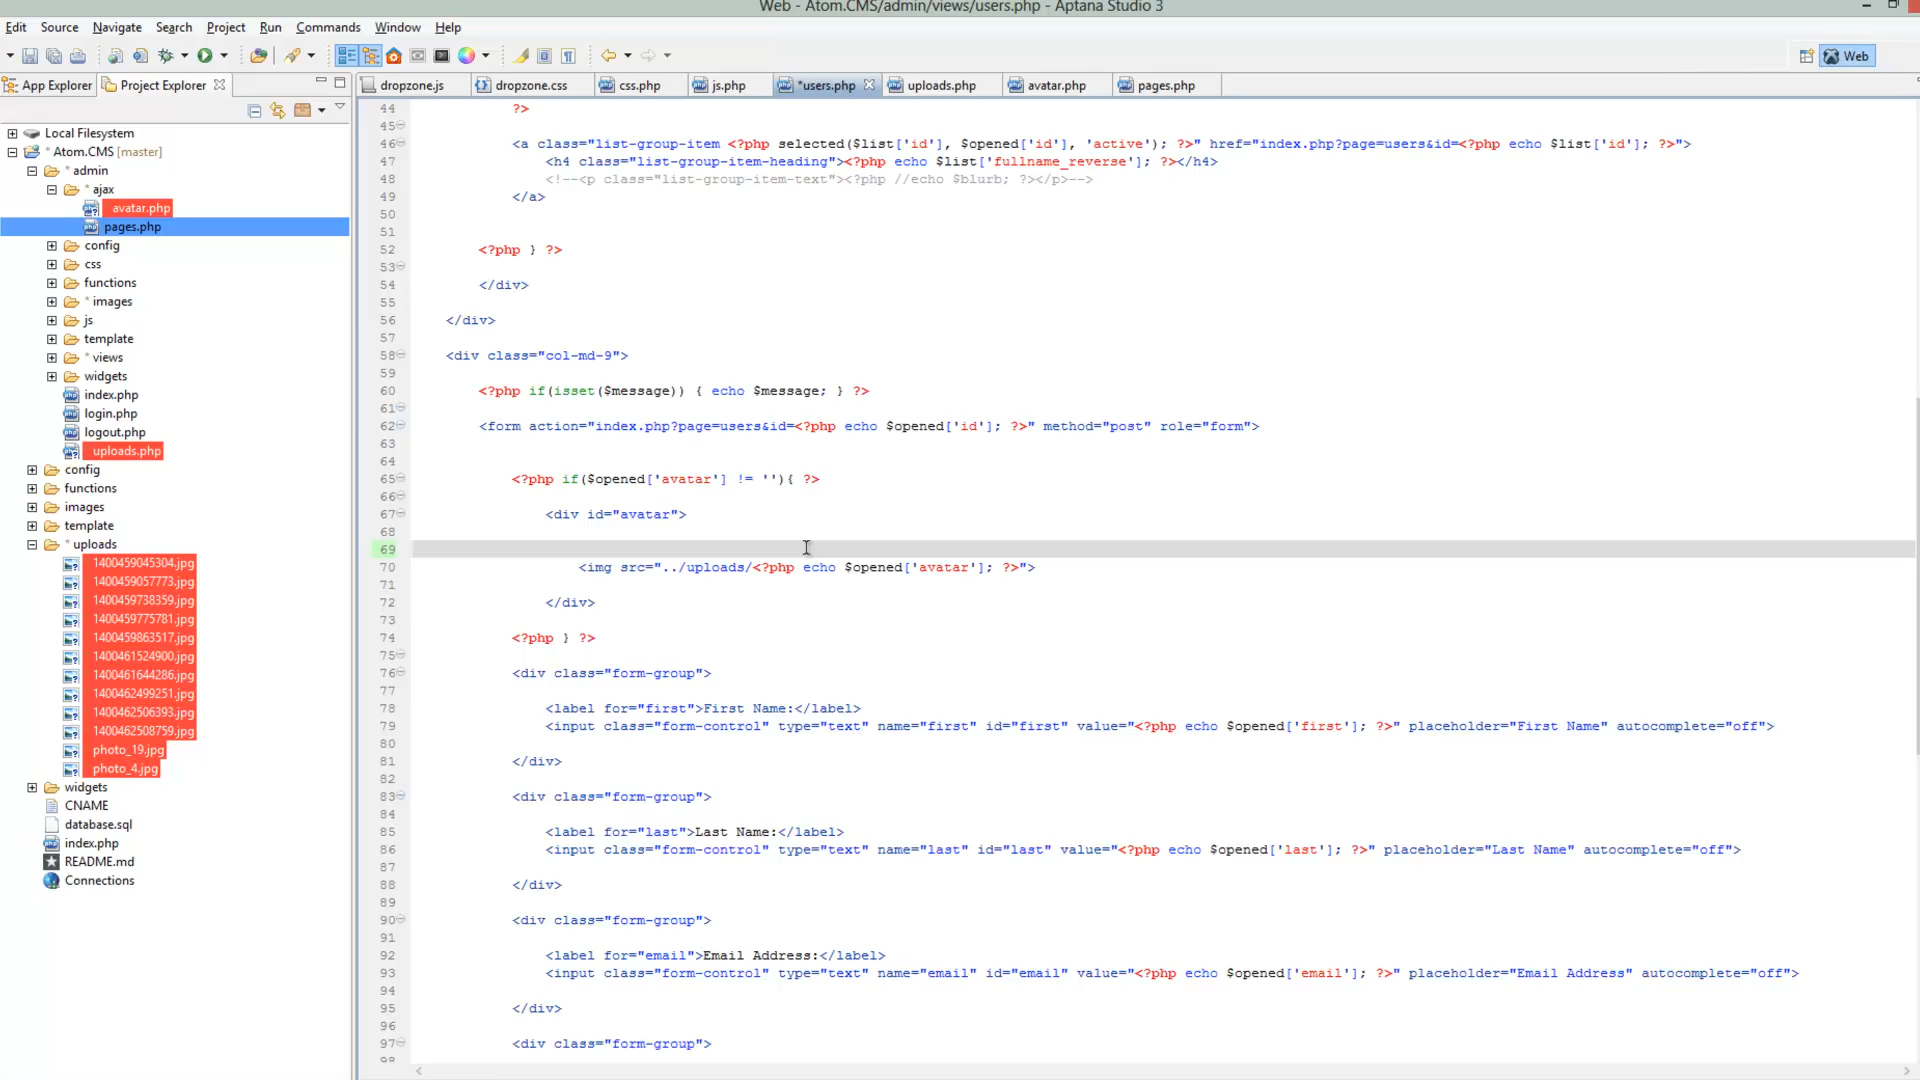 Web - Atom.CMS/admin/views/users.php - Aptana Studio 3
Edit Source Navigate Search Project Run Commands Window Help
Web
App Explorer Project Explorer
dropzone.js dropzone.css css.php js.php *users.php uploads.php avatar.php pages.php
Local Filesystem
* Atom.CMS [master]
* admin
* ajax
avatar.php
pages.php
config
css
functions
* images
js
template
* views
widgets
index.php
login.php
logout.php
uploads.php
config
functions
images
template
* uploads
1400459045304.jpg
1400459057773.jpg
1400459738359.jpg
1400459775781.jpg
1400459863517.jpg
1400461524900.jpg
1400461644286.jpg
1400462499251.jpg
1400462506393.jpg
1400462508759.jpg
photo_19.jpg
photo_4.jpg
widgets
CNAME
database.sql
index.php
README.md
Connections
44 ?>
45
46 <a class="list-group-item <?php selected($list['id'], $opened['id'], 'active'); ?>" href="index.php?page=users&id=<?php echo $list['id']; ?>">
47 <h4 class="list-group-item-heading"><?php echo $list['fullname_reverse']; ?></h4>
48 <!--<p class="list-group-item-text"><?php //echo $blurb; ?></p>-->
49 </a>
50
51
52 <?php } ?>
53
54 </div>
55
56 </div>
57
58 <div class="col-md-9">
59
60 <?php if(isset($message)) { echo $message; } ?>
61
62 <form action="index.php?page=users&id=<?php echo $opened['id']; ?>" method="post" role="form">
63
64
65 <?php if($opened['avatar'] != ''){ ?>
66
67 <div id="avatar">
68
69
70 <img src="../uploads/<?php echo $opened['avatar']; ?>">
71
72 </div>
73
74 <?php } ?>
75
76 <div class="form-group">
77
78 <label for="first">First Name:</label>
79 <input class="form-control" type="text" name="first" id="first" value="<?php echo $opened['first']; ?>" placeholder="First Name" autocomplete="off">
80
81 </div>
82
83 <div class="form-group">
84
85 <label for="last">Last Name:</label>
86 <input class="form-control" type="text" name="last" id="last" value="<?php echo $opened['last']; ?>" placeholder="Last Name" autocomplete="off">
87
88 </div>
89
90 <div class="form-group">
91
92 <label for="email">Email Address:</label>
93 <input class="form-control" type="text" name="email" id="email" value="<?php echo $opened['email']; ?>" placeholder="Email Address" autocomplete="off">
94
95 </div>
96
97 <div class="form-group">
98